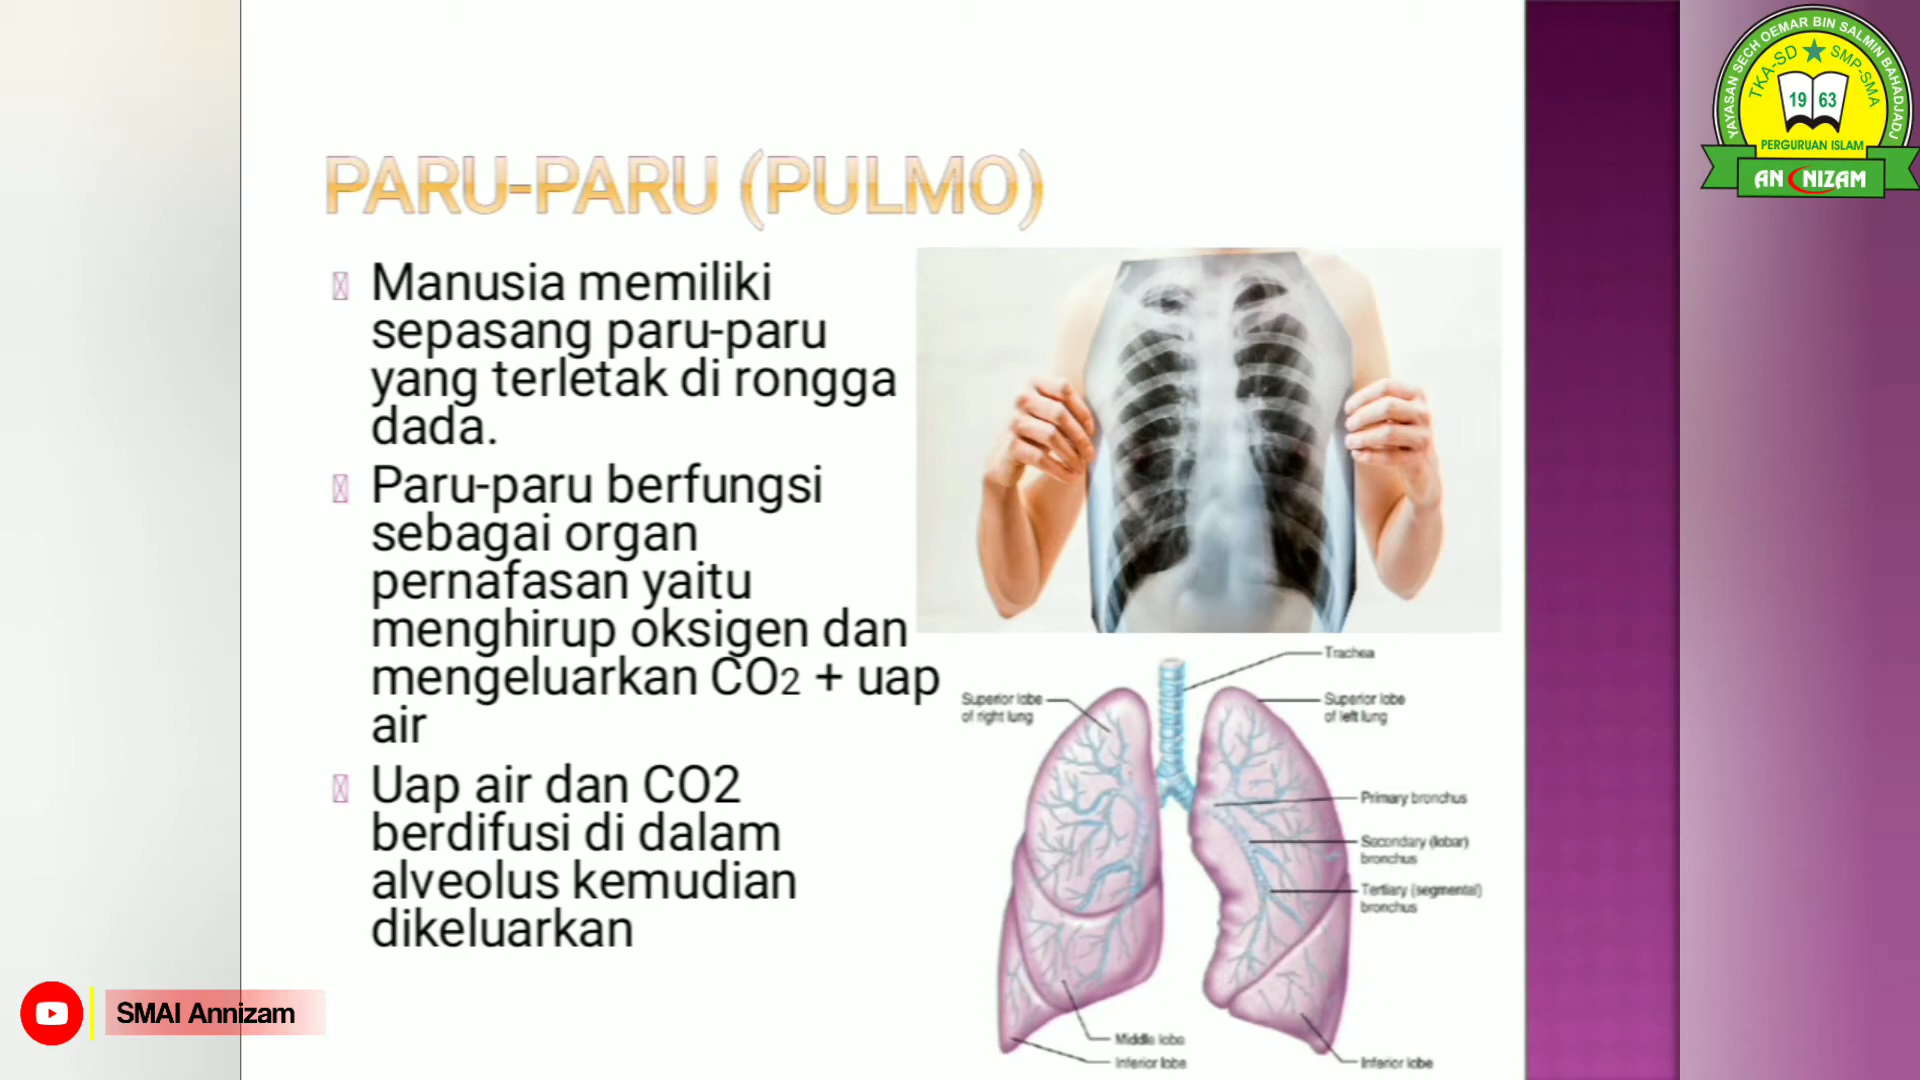 YAYASAN SECH OEMAR BIN SALMIN BAHADJADJ
TKA-SD SMP-SMA
19 63
PERGURUAN ISLAM
AN NIZAM
PARU-PARU (PULMO)
Manusia memiliki
sepasang paru-paru
yang terletak di rongga
dada.
Paru-paru berfungsi
sebagai organ
pernafasan yaitu
menghirup oksigen dan
mengeluarkan CO2 + uap
air
Uap air dan CO2
berdifusi di dalam
alveolus kemudian
dikeluarkan
Trachea
Superior lobe
of right lung
Superior lobe
of left lung
Primary bronchus
Secondary (lobar)
bronchus
Tertiary (segmental)
bronchus
Middle lobe
Inferior lobe
Inferior lobe
SMAI Annizam